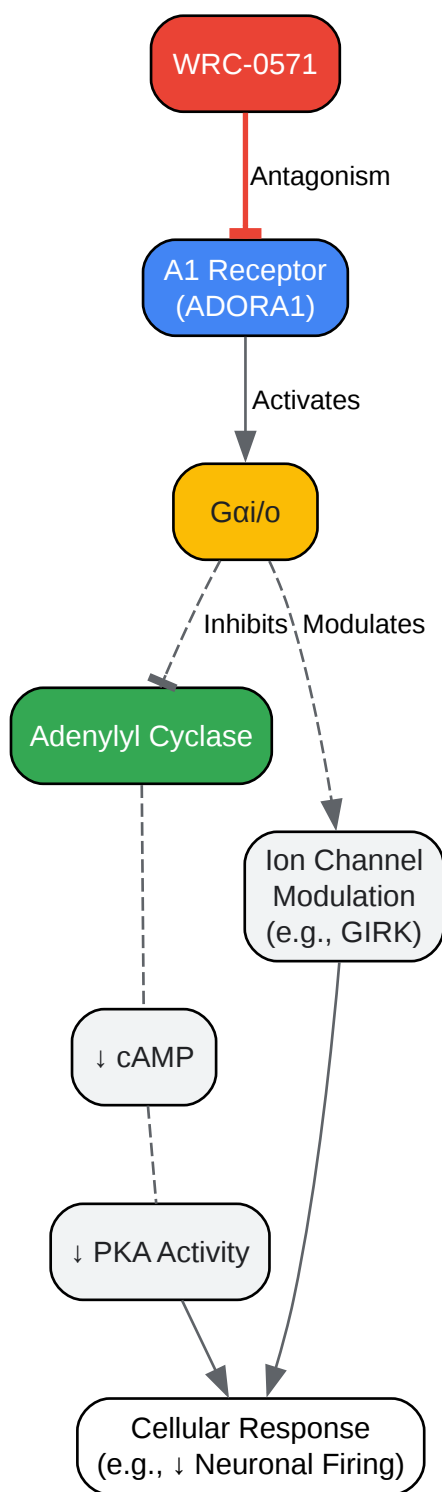 WRC-0571
Antagonism
A1 Receptor
(ADORA1)
Activates
Gαi/o
Inhibits
Modulates
Adenylyl Cyclase
Ion Channel
Modulation
(e.g., GIRK)
↓ cAMP
↓ PKA Activity
Cellular Response
(e.g., ↓ Neuronal Firing)